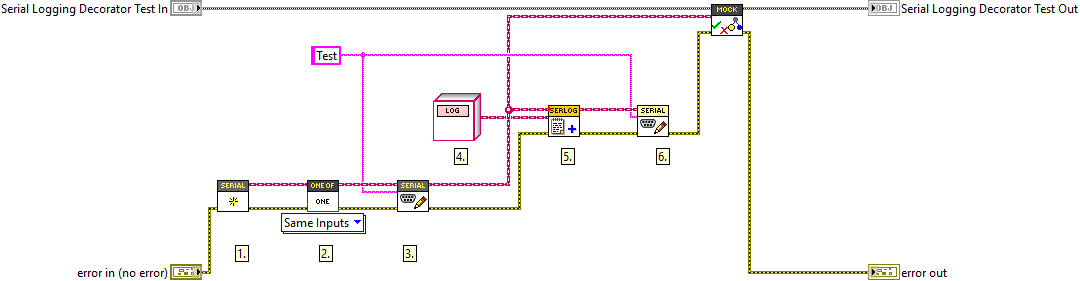 Serial Logging Decorator Test In
OBJ
MOCK
OBJ
Serial Logging Decorator Test Out
Test
LOG
SERLOG
SERIAL
4.
5.
6.
SERIAL
ONE OF
ONE
SERIAL
Same Inputs
1.
2.
3.
error in (no error)
error out